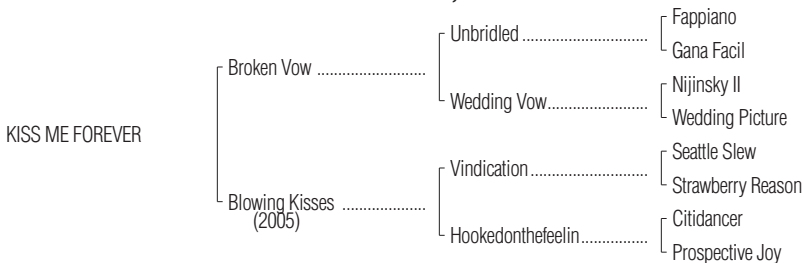 Fappiano
Unbridled ............................
Gana Facil
Broken Vow ........................
Nijinsky II
Wedding Vow......................
Wedding Picture
KISS ME FOREVER
Seattle Slew
Vindication..........................
Strawberry Reason
Blowing Kisses ..................
(2005)
Citidancer
Hookedonthefeelin...............
Prospective Joy